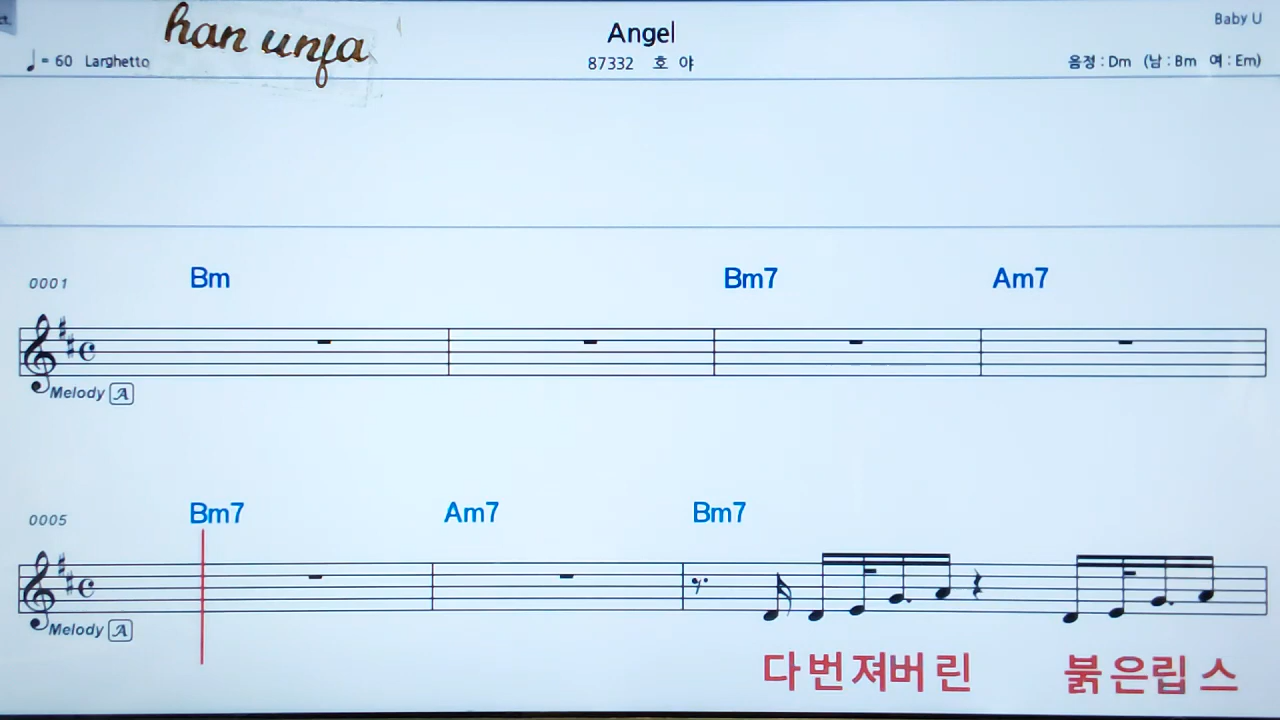 han unfa
Angel
Baby U
♩= 60 Larghetto
87332 호 야
음정 : Dm (남 : Bm 여 : Em)
0001 Bm Bm7 Am7
Melody A
0005 Bm7 Am7 Bm7
Melody A
다번져버린 붉은립스